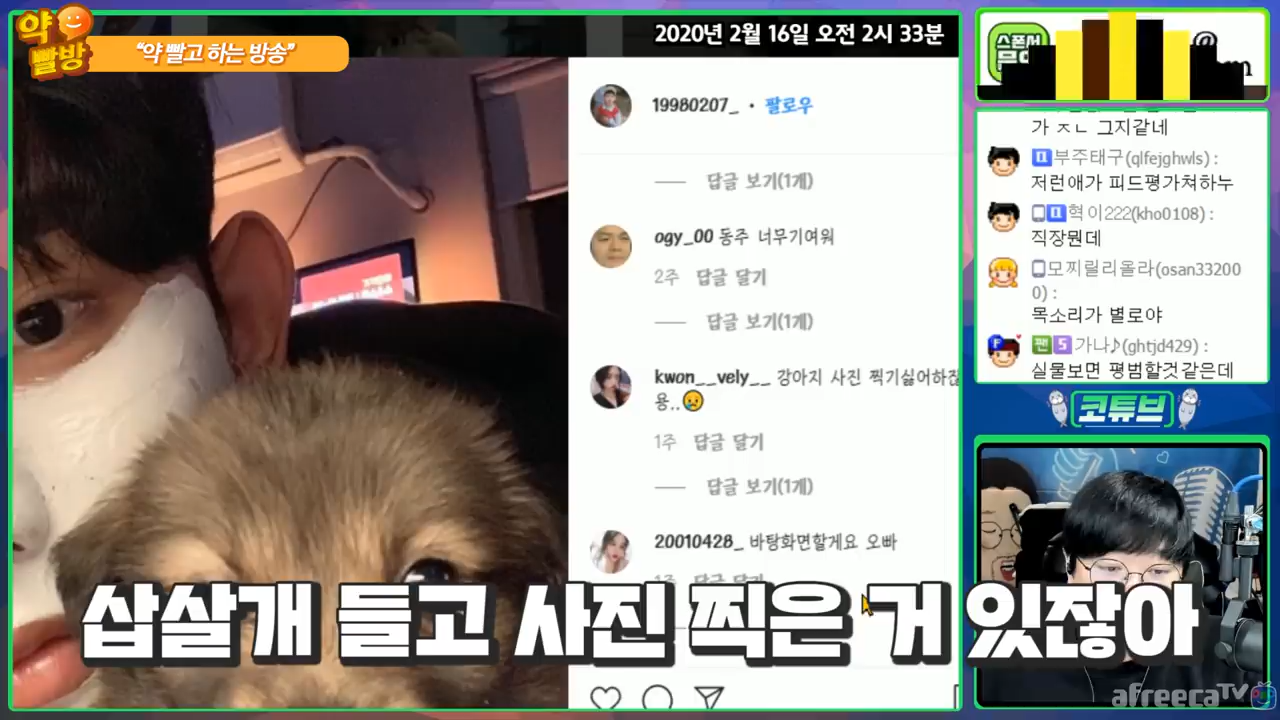 약빨방
“약 빨고 하는 방송”
2020년 2월 16일 오전 2시 33분
19980207_ • 팔로우
답글 보기(1개)
ogy_00 동주 너무기여워
2주 답글 달기
답글 보기(1개)
kwon__vely__ 강아지 사진 찍기싫어하잖
용..😢
1주 답글 달기
답글 보기(1개)
20010428_ 바탕화면할게요 오빠
삽살개 들고 사진 찍은 거 있잖아
스폰서
가 ㅈㄴ 그지같네
부주태구(qlfejghwls) :
저런애가 피드평가쳐하누
혁이222(kho0108) :
직장뭔데
모찌릴리올라(osan33200
0) :
목소리가 별로야
팬 S 가나♪(ghtjd429) :
실물보면 평범할것같은데
코튜브
afreecaTV